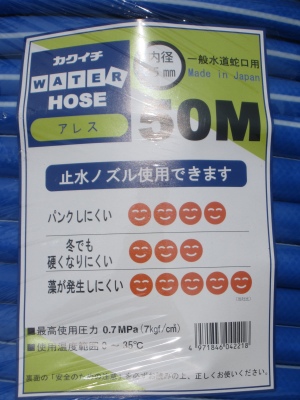 カクイチ
WATER
HOSE
アレス
内径
mm
一般水道蛇口用
Made in Japan
50M
止水ノズル使用できます
パンクしにくい
冬でも
硬くなりにくい
藻が発生しにくい
■最高使用圧力 0.7MPa (7kgf/c㎡)
■使用温度範囲
裏面の「安全のための注意」を必ずお読みの上、正しくお使いください。
4 971846 042218